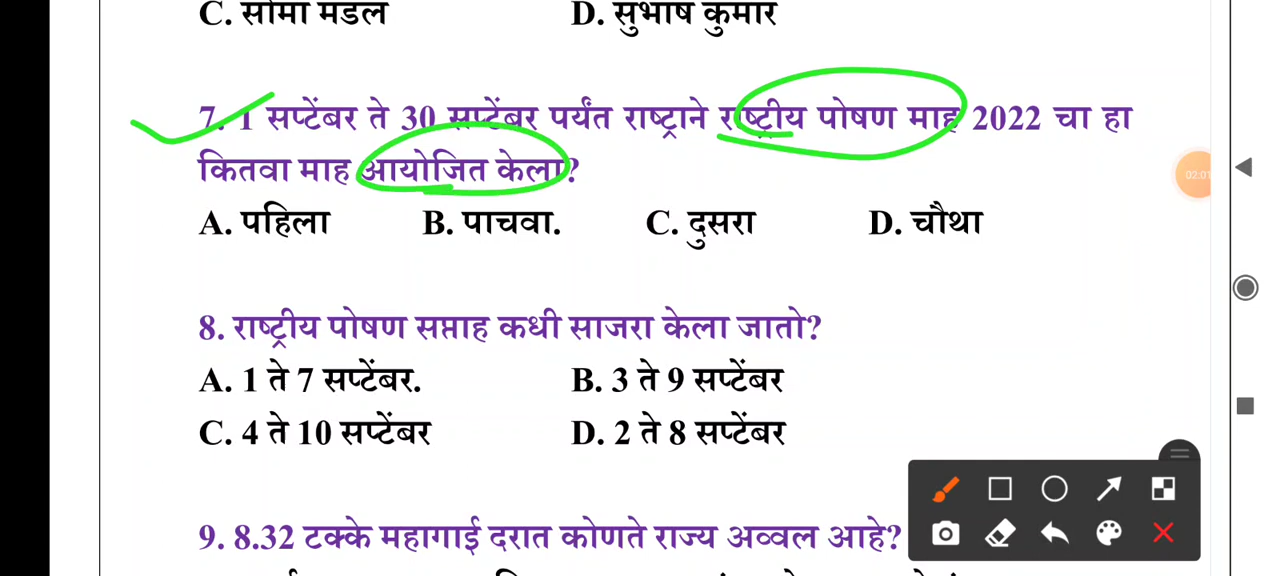 C. सोमा मंडल D. सुभाष कुमार
7. 1 सप्टेंबर ते 30 सप्टेंबर पर्यंत राष्ट्राने राष्ट्रीय पोषण माह 2022 चा हा
कितवा माह आयोजित केला?
A. पहिला B. पाचवा. C. दुसरा D. चौथा
8. राष्ट्रीय पोषण सप्ताह कधी साजरा केला जातो?
A. 1 ते 7 सप्टेंबर. B. 3 ते 9 सप्टेंबर
C. 4 ते 10 सप्टेंबर D. 2 ते 8 सप्टेंबर
9. 8.32 टक्के महागाई दरात कोणते राज्य अव्वल आहे?
02:01